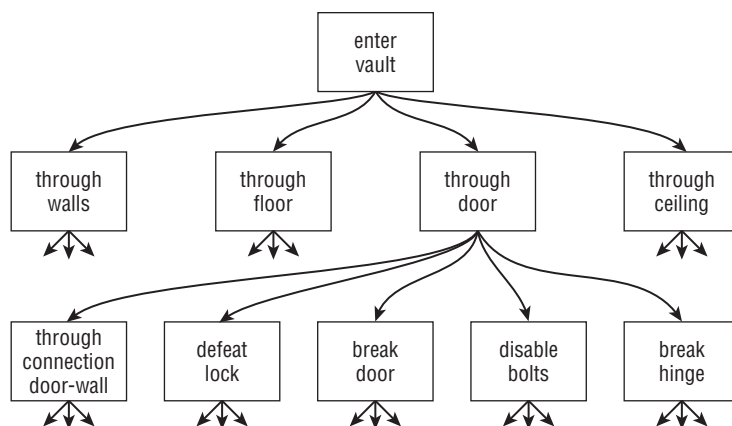 enter
vault
through
walls
through
floor
through
door
through
ceiling
through
connection
door-wall
defeat
lock
break
door
disable
bolts
break
hinge